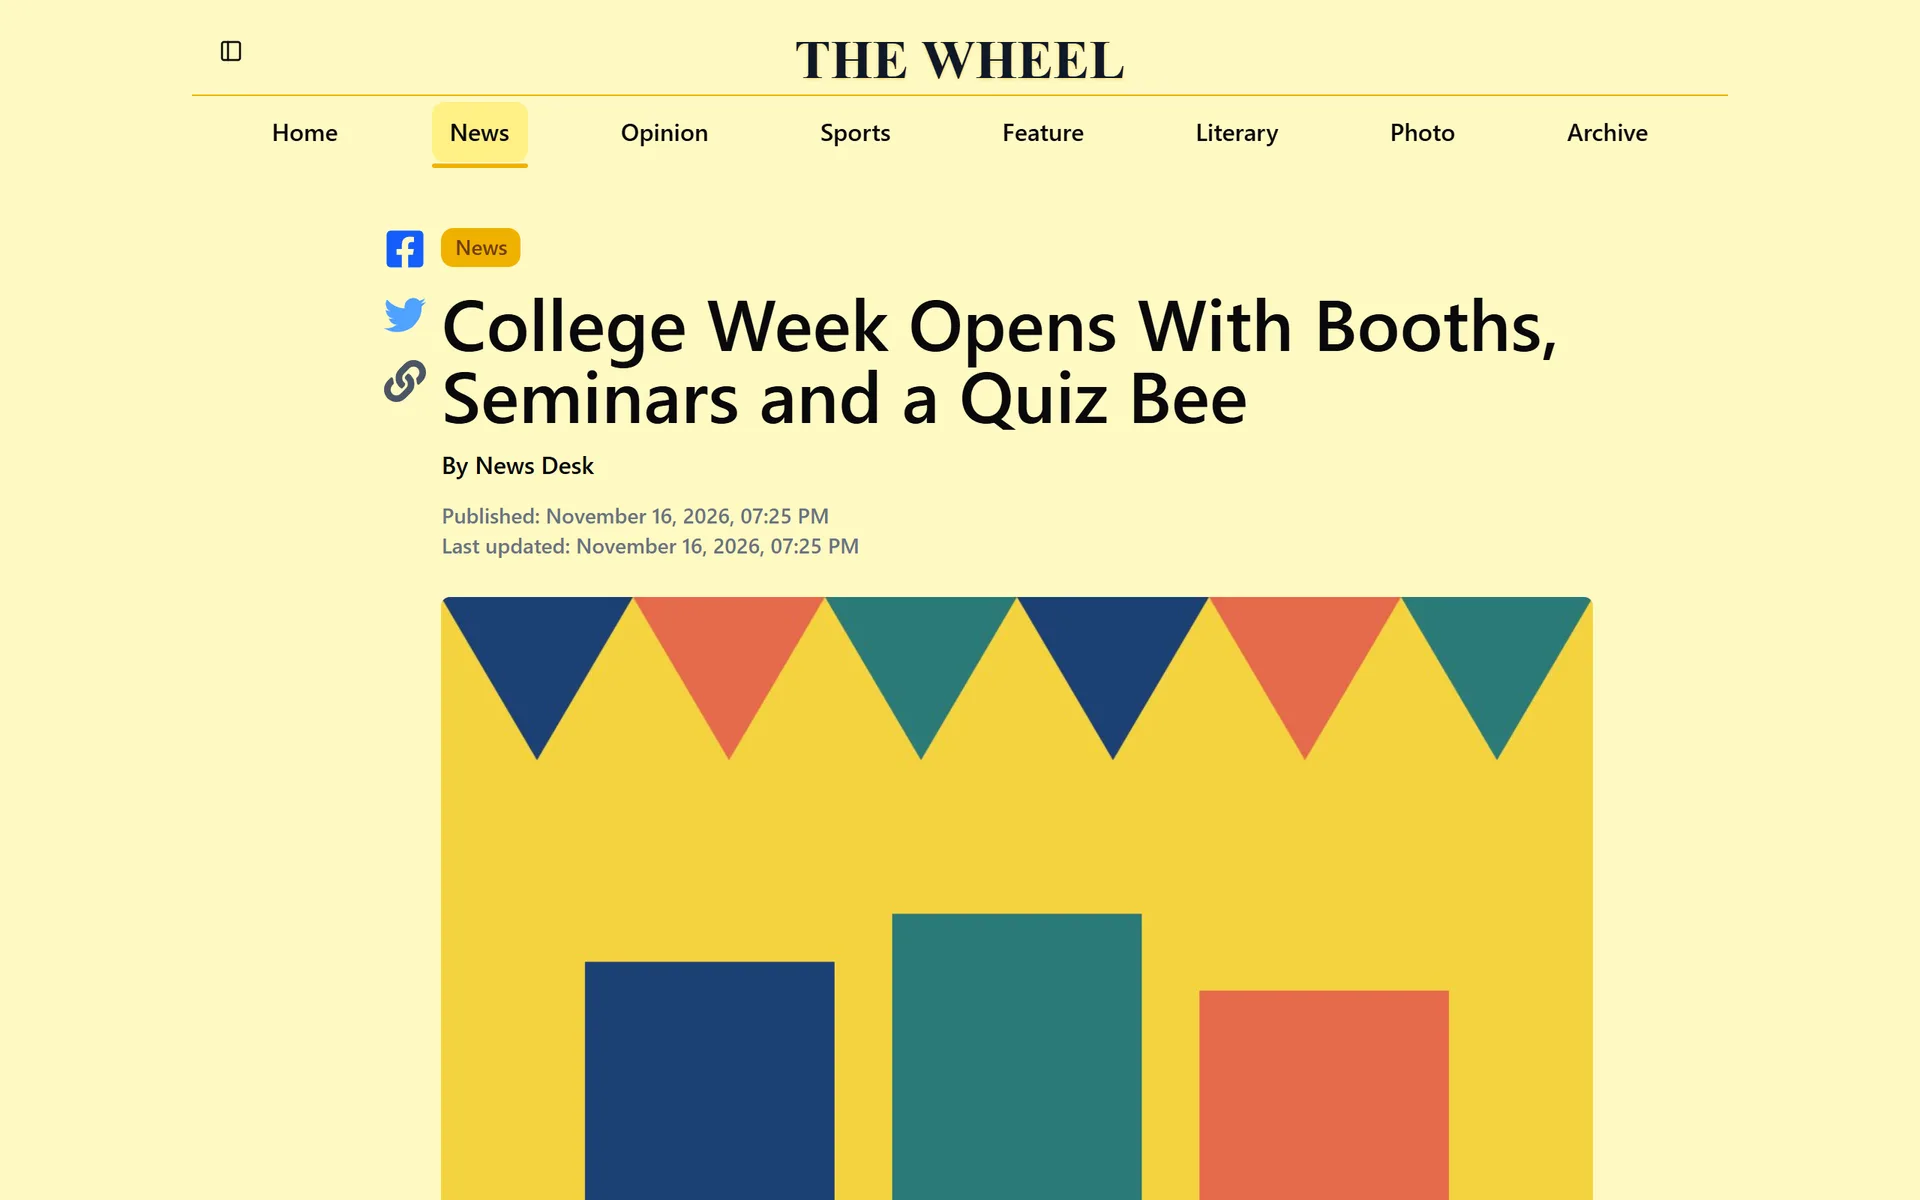 THE WHEEL
Home News Opinion Sports Feature Literary Photo Archive
News
College Week Opens With Booths,
Seminars and a Quiz Bee
By News Desk
Published: November 16, 2026, 07:25 PM
Last updated: November 16, 2026, 07:25 PM